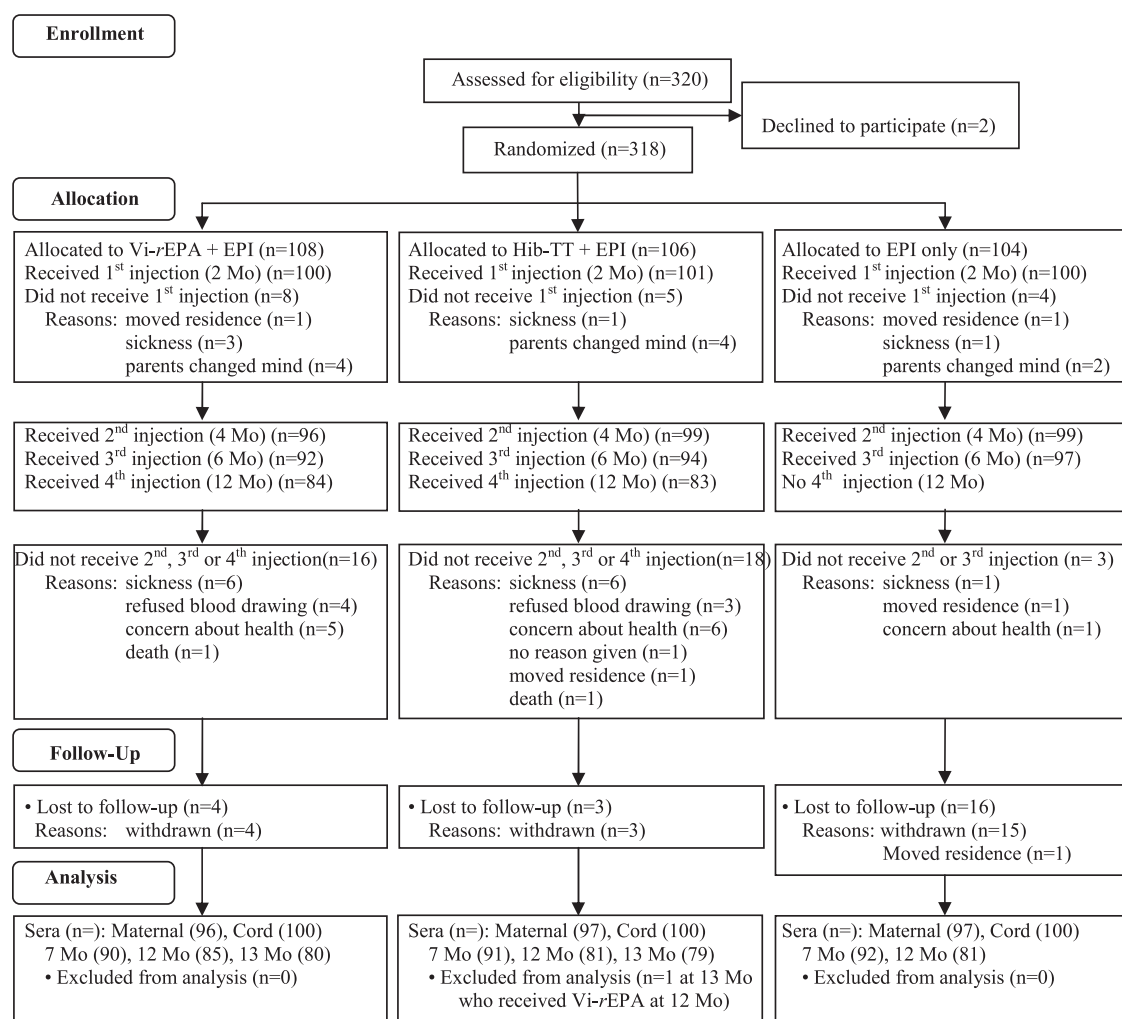 Enrollment
Assessed for eligibility (n=320)
Declined to participate (n=2)
Randomized (n=318)
Allocation
Allocated to Vi-rEPA + EPI (n=108)
Received 1st injection (2 Mo) (n=100)
Did not receive 1st injection (n=8)
Reasons: moved residence (n=1)
sickness (n=3)
parents changed mind (n=4)
Allocated to Hib-TT + EPI (n=106)
Received 1st injection (2 Mo) (n=101)
Did not receive 1st injection (n=5)
Reasons: sickness (n=1)
parents changed mind (n=4)
Allocated to EPI only (n=104)
Received 1st injection (2 Mo) (n=100)
Did not receive 1st injection (n=4)
Reasons: moved residence (n=1)
sickness (n=1)
parents changed mind (n=2)
Received 2nd injection (4 Mo) (n=96)
Received 3rd injection (6 Mo) (n=92)
Received 4th injection (12 Mo) (n=84)
Received 2nd injection (4 Mo) (n=99)
Received 3rd injection (6 Mo) (n=94)
Received 4th injection (12 Mo) (n=83)
Received 2nd injection (4 Mo) (n=99)
Received 3rd injection (6 Mo) (n=97)
No 4th injection (12 Mo)
Did not receive 2nd, 3rd or 4th injection(n=16)
Reasons: sickness (n=6)
refused blood drawing (n=4)
concern about health (n=5)
death (n=1)
Did not receive 2nd, 3rd or 4th injection(n=18)
Reasons: sickness (n=6)
refused blood drawing (n=3)
concern about health (n=6)
no reason given (n=1)
moved residence (n=1)
death (n=1)
Did not receive 2nd or 3rd injection (n= 3)
Reasons: sickness (n=1)
moved residence (n=1)
concern about health (n=1)
Follow-Up
• Lost to follow-up (n=4)
Reasons: withdrawn (n=4)
• Lost to follow-up (n=3)
Reasons: withdrawn (n=3)
• Lost to follow-up (n=16)
Reasons: withdrawn (n=15)
Moved residence (n=1)
Analysis
Sera (n=): Maternal (96), Cord (100)
7 Mo (90), 12 Mo (85), 13 Mo (80)
• Excluded from analysis (n=0)
Sera (n=): Maternal (97), Cord (100)
7 Mo (91), 12 Mo (81), 13 Mo (79)
• Excluded from analysis (n=1 at 13 Mo
who received Vi-rEPA at 12 Mo)
Sera (n=): Maternal (97), Cord (100)
7 Mo (92), 12 Mo (81)
• Excluded from analysis (n=0)